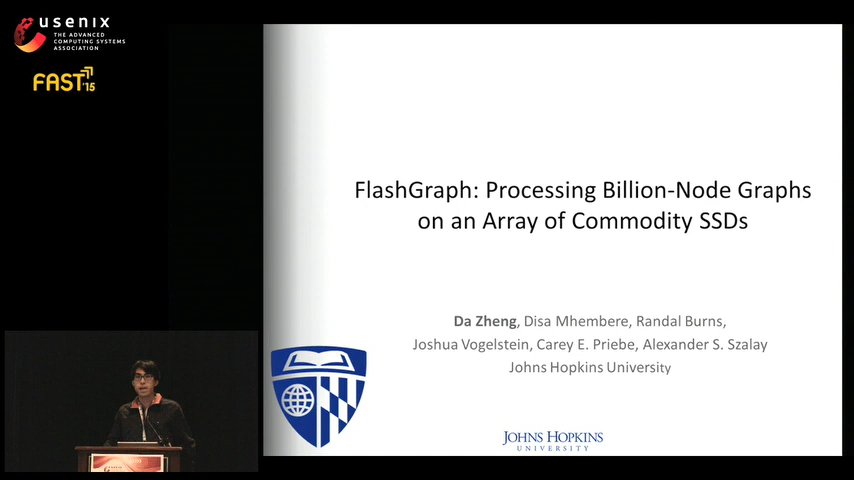 usenix
THE ADVANCED
COMPUTING SYSTEMS
ASSOCIATION
FAST'15
FlashGraph: Processing Billion-Node Graphs
on an Array of Commodity SSDs
Da Zheng, Disa Mhembere, Randal Burns,
Joshua Vogelstein, Carey E. Priebe, Alexander S. Szalay
Johns Hopkins University
JOHNS HOPKINS
UNIVERSITY